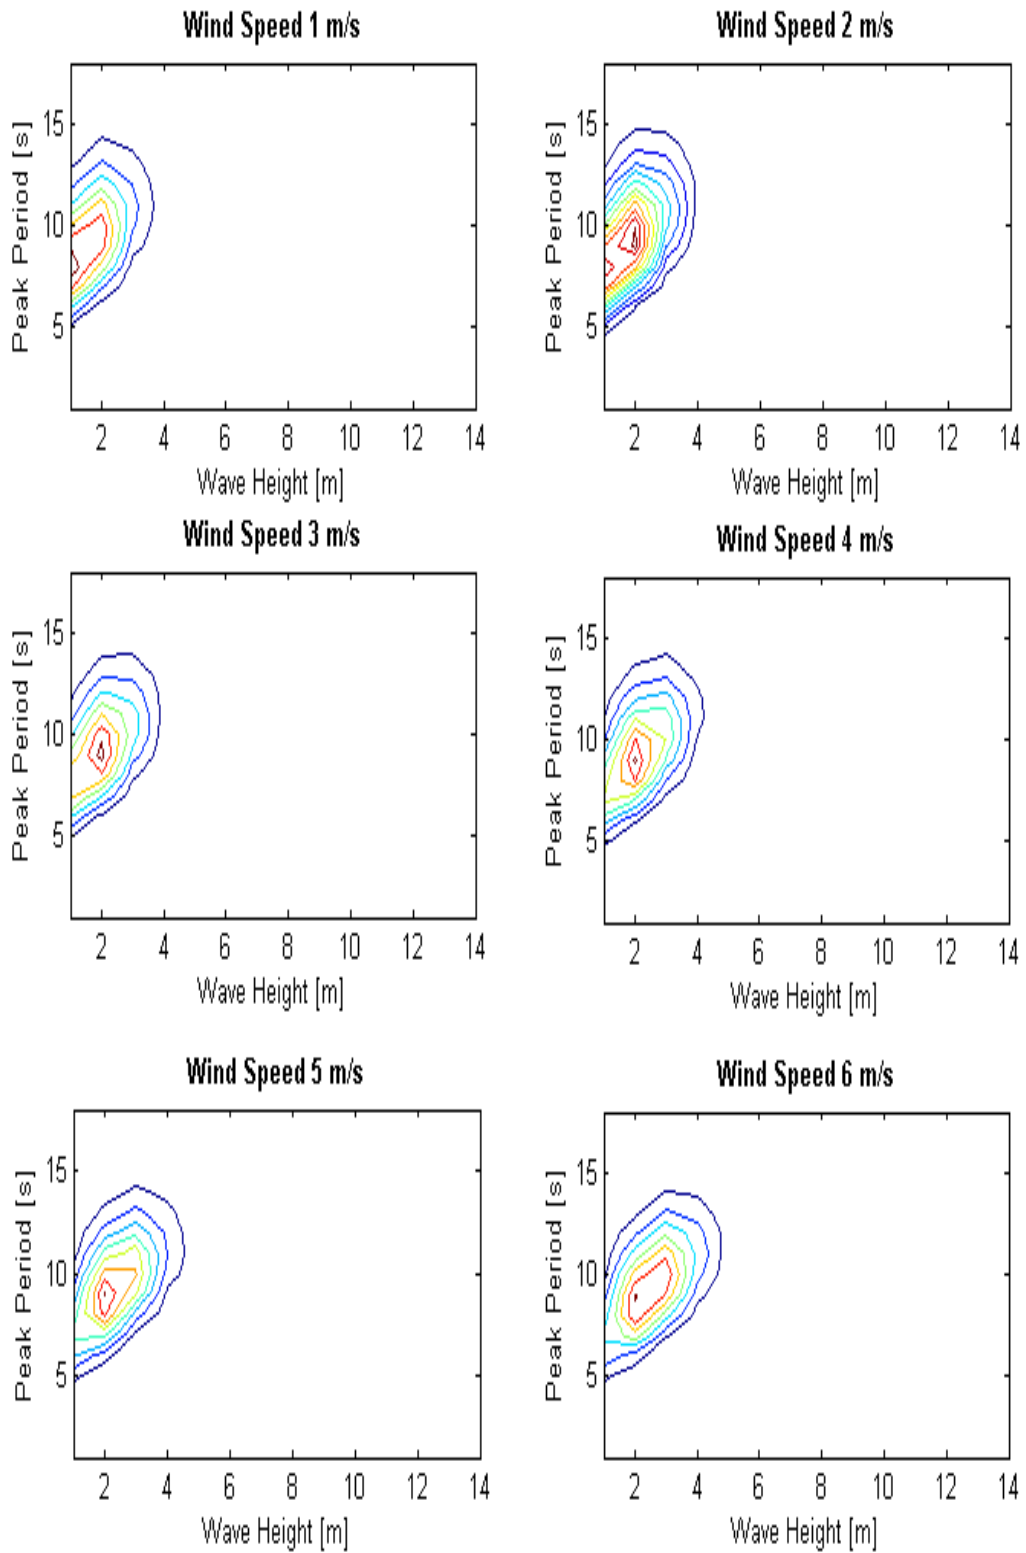 Wind Speed 1 m/s
Peak Period [s]
15
10
5
2 4 6 8 10 12 14
Wave Height [m]
Wind Speed 2 m/s
Peak Period [s]
15
10
5
2 4 6 8 10 12 14
Wave Height [m]
Wind Speed 3 m/s
Peak Period [s]
15
10
5
2 4 6 8 10 12 14
Wave Height [m]
Wind Speed 4 m/s
Peak Period [s]
15
10
5
2 4 6 8 10 12 14
Wave Height [m]
Wind Speed 5 m/s
Peak Period [s]
15
10
5
2 4 6 8 10 12 14
Wave Height [m]
Wind Speed 6 m/s
Peak Period [s]
15
10
5
2 4 6 8 10 12 14
Wave Height [m]